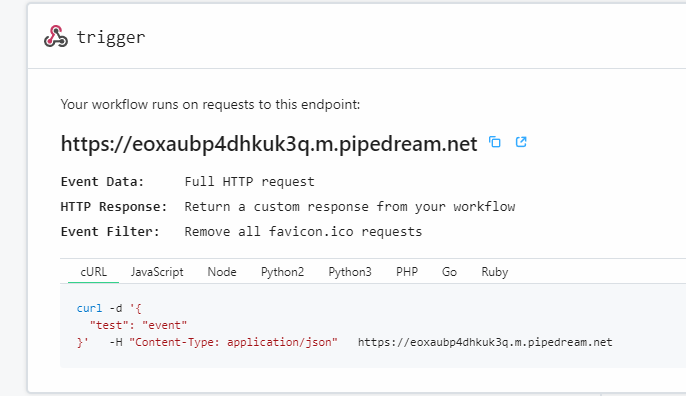 trigger
Your workflow runs on requests to this endpoint:
https://eoxaubp4dhkuk3q.m.pipedream.net
Event Data: Full HTTP request
HTTP Response: Return a custom response from your workflow
Event Filter: Remove all favicon.ico requests
cURL JavaScript Node Python2 Python3 PHP Go Ruby
curl -d '{
"test": "event"
}' -H "Content-Type: application/json" https://eoxaubp4dhkuk3q.m.pipedream.net